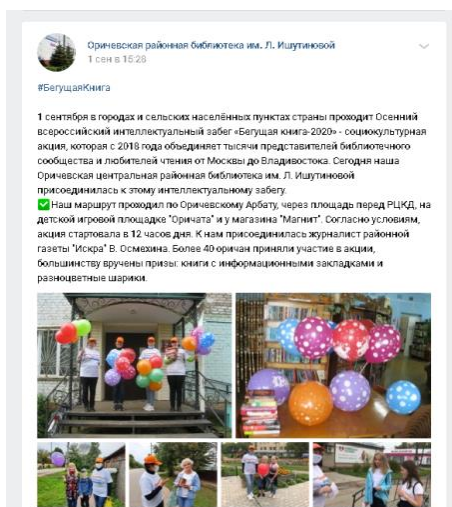 Оричевская районная библиотека им. Л. Ишутиновой
1 сен в 15:28
#БегущаяКнига
1 сентября в городах и сельских населённых пунктах страны проходит Осенний
всероссийский интеллектуальный забег «Бегущая книга-2020» - социокультурная
акция, которая с 2018 года объединяет тысячи представителей библиотечного
сообщества и любителей чтения от Москвы до Владивостока. Сегодня наша
Оричевская центральная районная библиотека им. Л. Ишутиновой
присоединилась к этому интеллектуальному забегу.
✅Наш маршрут проходил по Оричевскому Арбату, через площадь перед РЦКД, на
детской игровой площадке "Оричата" и у магазина "Магнит". Согласно условиям,
акция стартовала в 12 часов дня. К нам присоединилась журналист районной
газеты "Искра" В. Осмехина. Более 40 оричан приняли участие в акции,
большинству вручены призы: книги с информационными закладками и
разноцветные шарики.